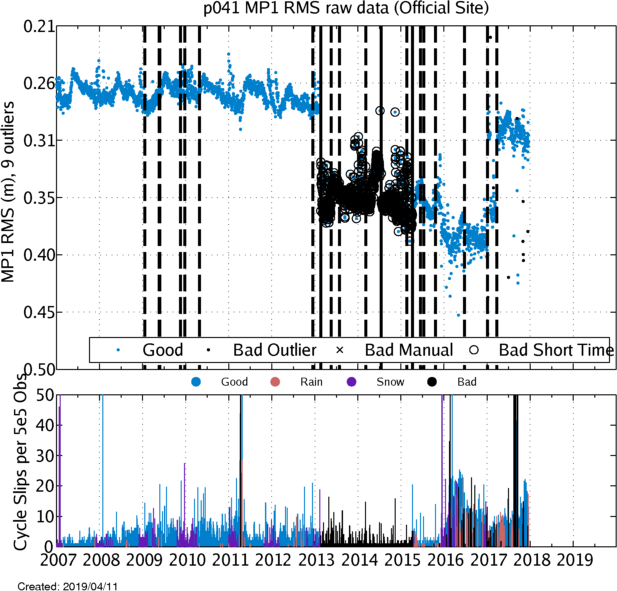 p041 MP1 RMS raw data (Official Site)
MP1 RMS (m), 9 outliers
0.21
0.26
0.31
0.35
0.40
0.45
0.50
Good Bad Outlier Bad Manual Bad Short Time
Good Rain Snow Bad
Cycle Slips per 5e5 Obs
50
40
30
20
10
0
2007 2008 2009 2010 2011 2012 2013 2014 2015 2016 2017 2018 2019
Created: 2019/04/11